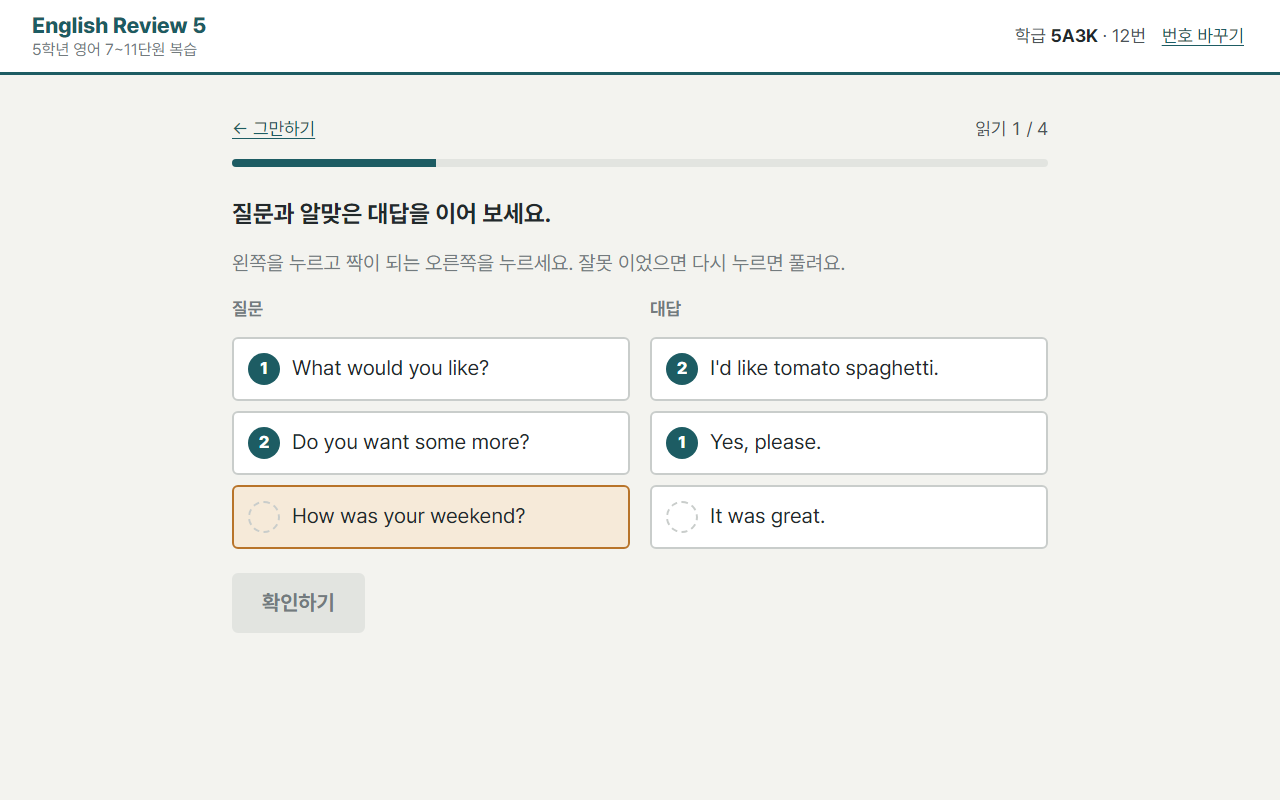 English Review 5
5학년 영어 7~11단원 복습
학급 5A3K · 12번 번호 바꾸기
← 그만하기
읽기 1 / 4
질문과 알맞은 대답을 이어 보세요.
왼쪽을 누르고 짝이 되는 오른쪽을 누르세요. 잘못 이었으면 다시 누르면 풀려요.
질문
대답
1 What would you like?
2 I'd like tomato spaghetti.
2 Do you want some more?
1 Yes, please.
How was your weekend?
It was great.
확인하기